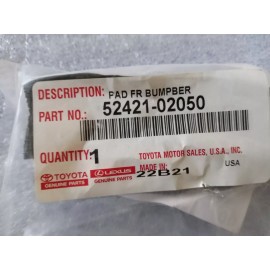 DESCRIPTION: PAD FR BUMPBER
PART NO.: 52421-02050
QUANTITY: 1
TOYOTA MOTOR SALES, U.S.A., INC.
MADE IN: USA
22B21
TOYOTA GENUINE PARTS
LEXUS GENUINE PARTS